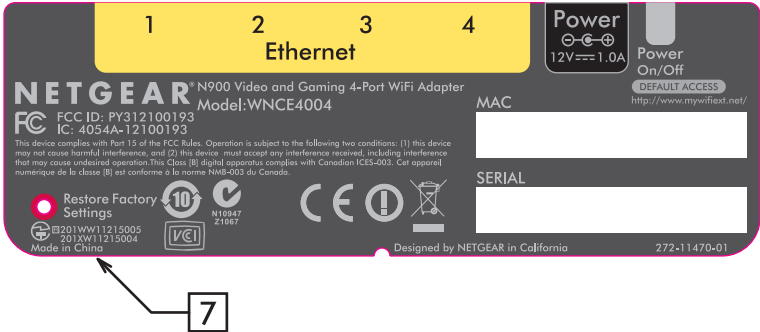 1 2 3 4
Ethernet
Power
12V⎓1.0A
Power
On/Off
DEFAULT ACCESS
http://www.mywifiext.net/
NETGEAR® N900 Video and Gaming 4-Port WiFi Adapter
Model:WNCE4004
FC FCC ID: PY312100193
IC: 4054A-12100193
This device complies with Part 15 of the FCC Rules. Operation is subject to the following two conditions: (1) this device
may not cause harmful interference, and (2) this device must accept any interference received, including interference
that may cause undesired operation.This Class [B] digital apparatus complies with Canadian ICES-003. Cet appareil
numérique de la classe [B] est conforme à la norme NMB-003 du Canada.
MAC
SERIAL
Restore Factory
Settings
10
N10947
Z1067
CE
VCI
201WW11215005
201XW11215004
Made in China
Designed by NETGEAR in California
272-11470-01
7